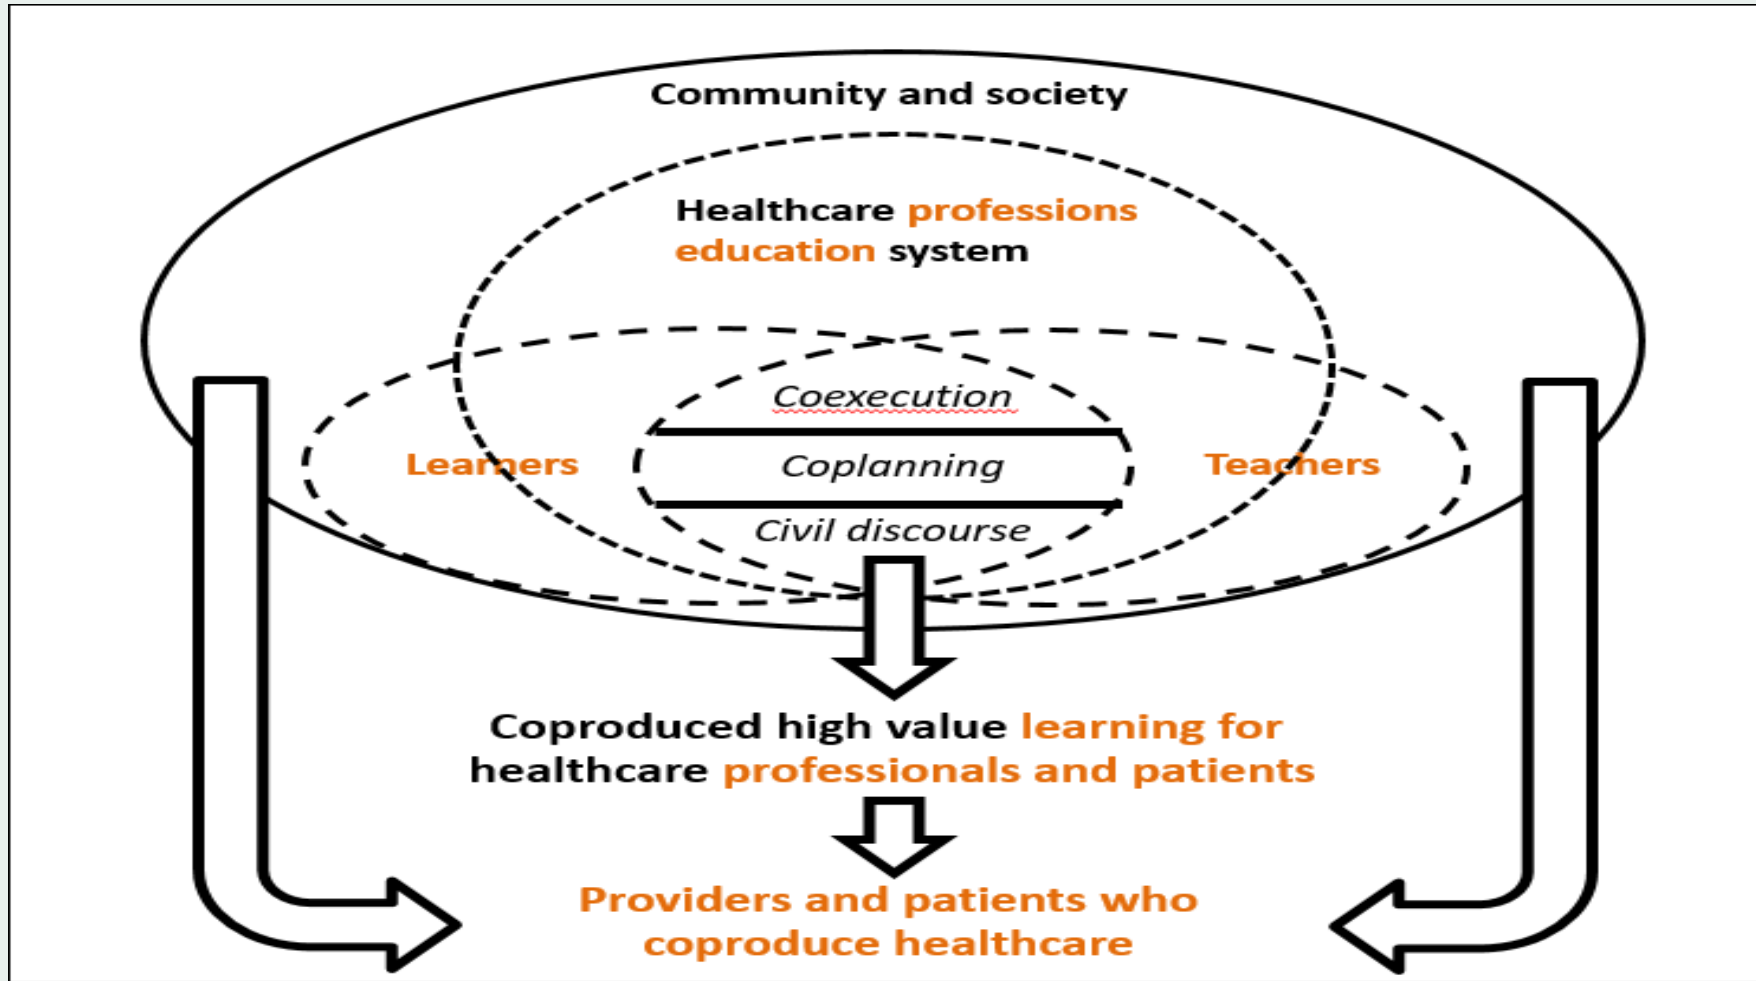 Community and society
Healthcare professions
education system
Coexecution
Learners
Coplanning
Teachers
Civil discourse
Coproduced high value learning for
healthcare professionals and patients
Providers and patients who
coproduce healthcare